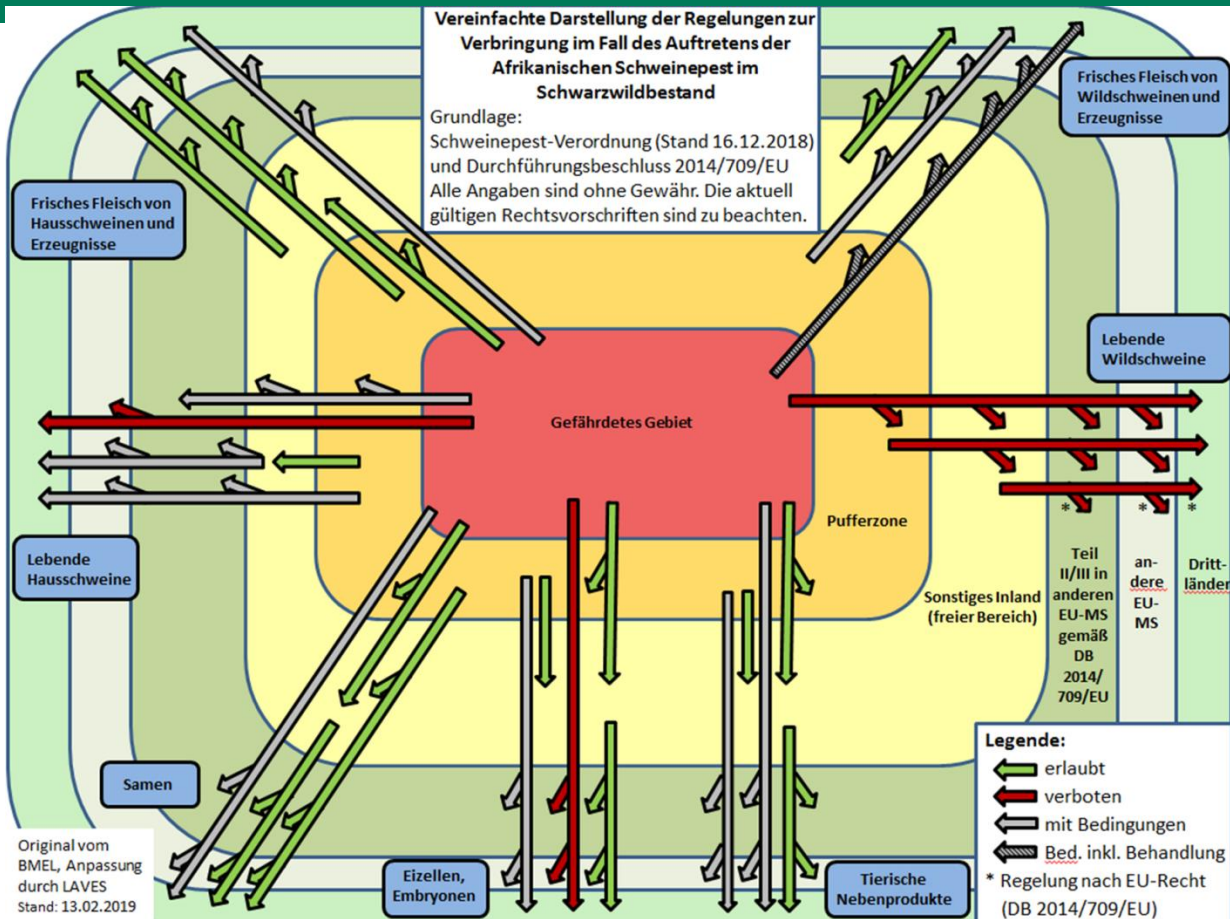 Vereinfachte Darstellung der Regelungen zur
Verbringung im Fall des Auftretens der
Afrikanischen Schweinepest im
Schwarzwildbestand
Grundlage:
Schweinepest-Verordnung (Stand 16.12.2018)
und Durchführungsbeschluss 2014/709/EU
Alle Angaben sind ohne Gewähr. Die aktuell
gültigen Rechtsvorschriften sind zu beachten.
Frisches Fleisch von
Wildschweinen und
Erzeugnisse
Frisches Fleisch von
Hausschweinen und
Erzeugnisse
Lebende
Wildschweine
Gefährdetes Gebiet
Lebende
Hausschweine
Pufferzone
Sonstiges Inland
(freier Bereich)
*
Teil
II/III in
anderen
EU-MS
gemäß
DB
2014/
709/EU
*
an-
dere
EU-
MS
*
Dritt-
länder
Samen
Eizellen,
Embryonen
Tierische
Nebenprodukte
Original vom
BMEL, Anpassung
durch LAVES
Stand: 13.02.2019
Legende:
erlaubt
verboten
mit Bedingungen
Bed. inkl. Behandlung
* Regelung nach EU-Recht
(DB 2014/709/EU)